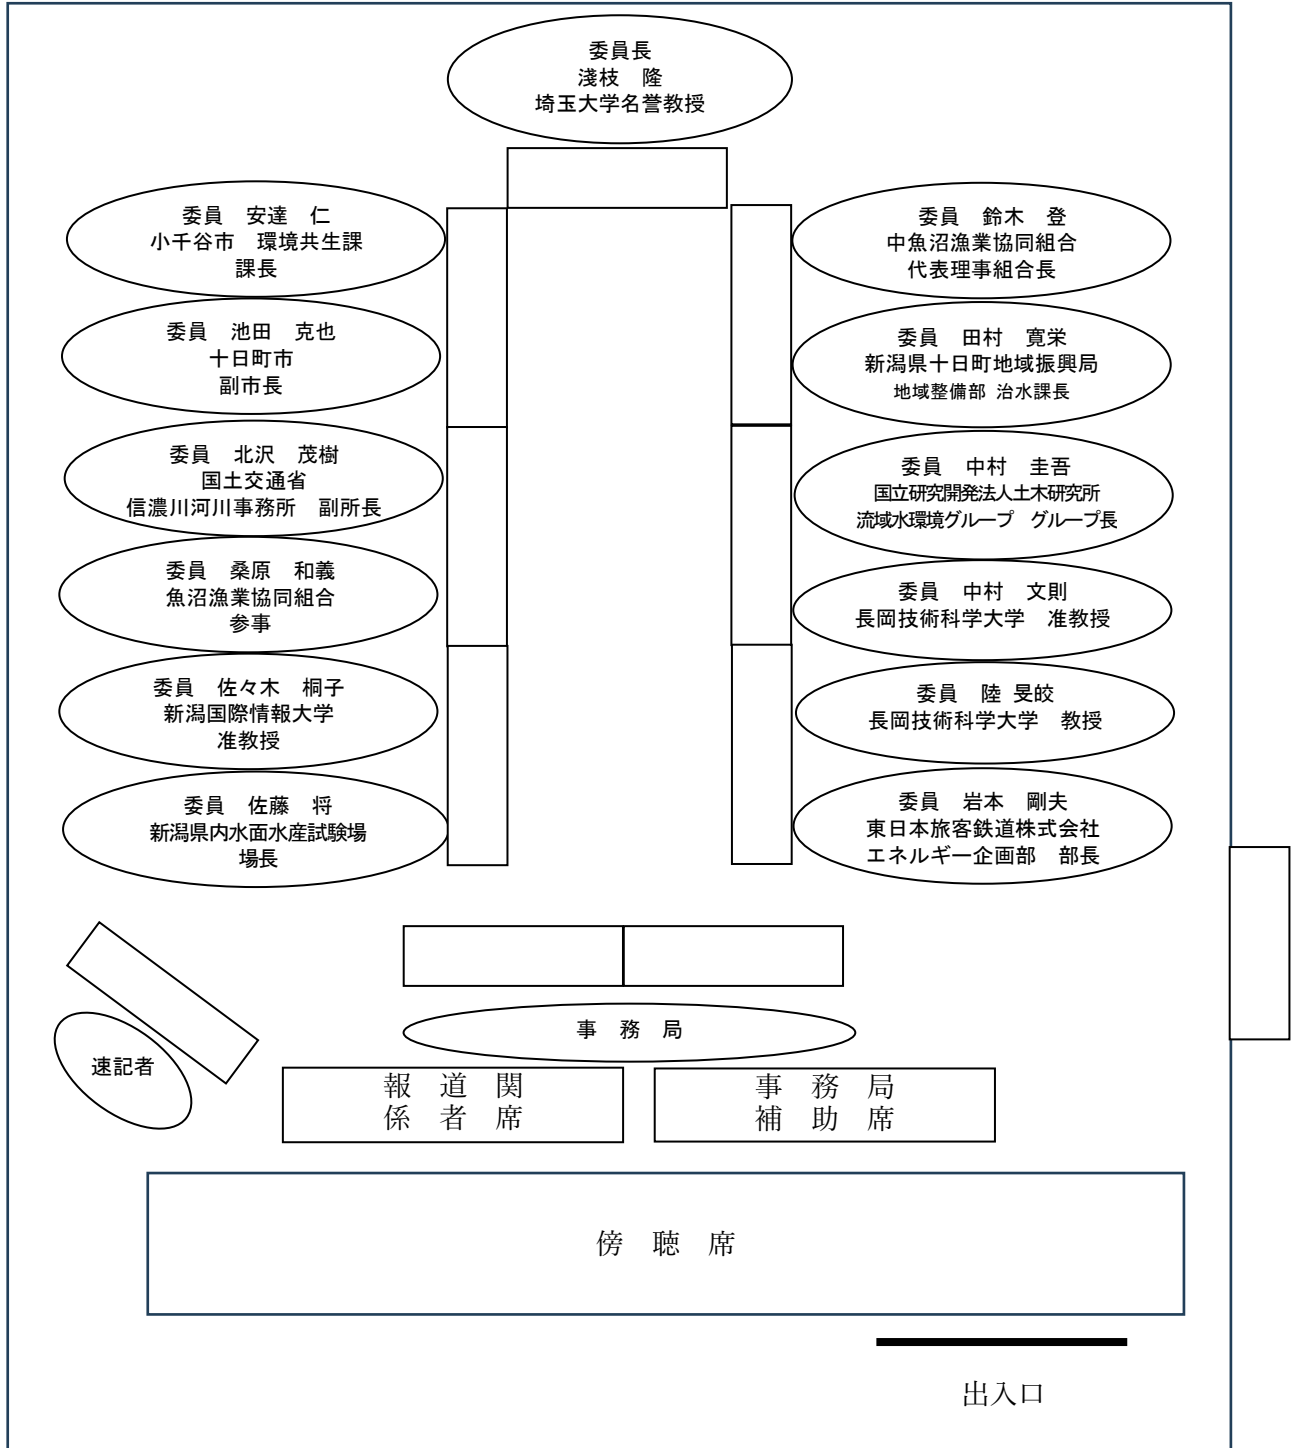 委員長
淺枝　隆
埼玉大学名誉教授
委員　安達　仁
小千谷市　環境共生課
課長
委員　池田　克也
十日町市
副市長
委員　北沢　茂樹
国土交通省
信濃川河川事務所　副所長
委員　桑原　和義
魚沼漁業協同組合
参事
委員　佐々木　桐子
新潟国際情報大学
准教授
委員　佐藤　将
新潟県内水面水産試験場
場長
委員　鈴木　登
中魚沼漁業協同組合
代表理事組合長
委員　田村　寛栄
新潟県十日町地域振興局
地域整備部 治水課長
委員　中村　圭吾
国立研究開発法人土木研究所
流域水環境グループ　グループ長
委員　中村　文則
長岡技術科学大学　准教授
委員　陸 旻皎
長岡技術科学大学　教授
委員　岩本　剛夫
東日本旅客鉄道株式会社
エネルギー企画部　部長
事　務　局
速記者
報　道　関
係　者　席
事　務　局
補　助　席
傍　聴　席
出入口